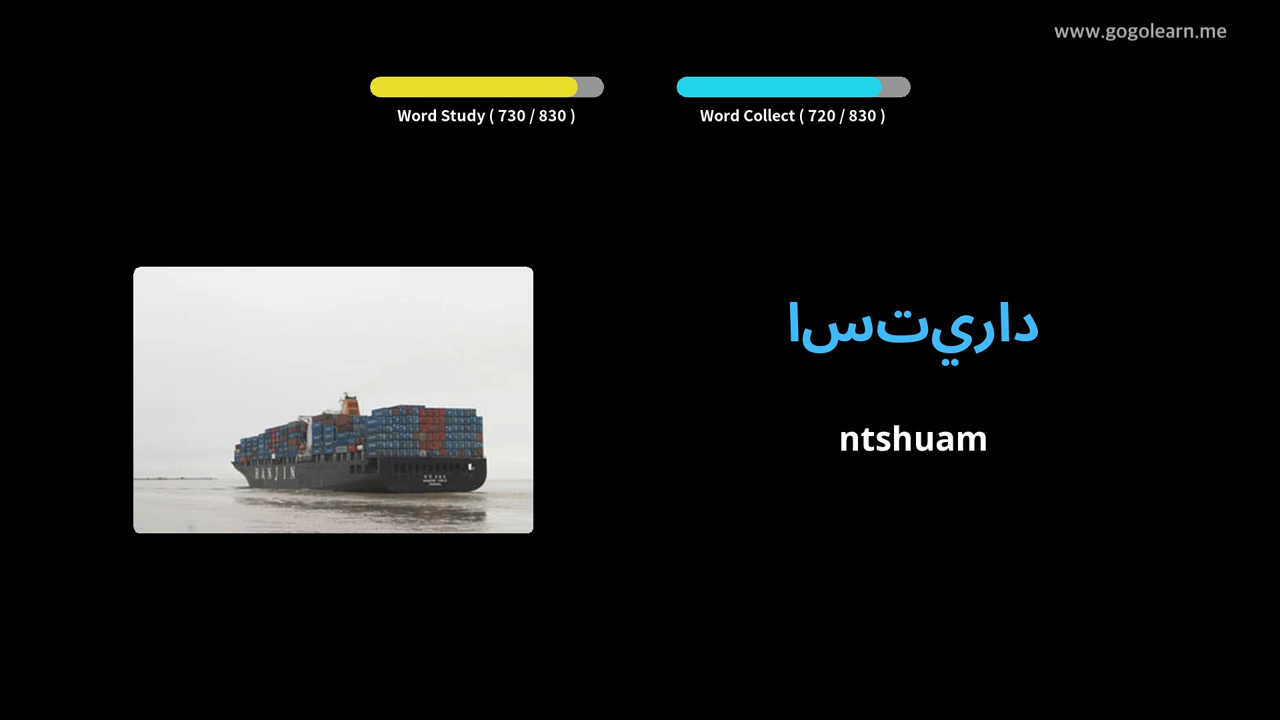 www.gogolearn.me
Word Study ( 730 / 830 )
Word Collect ( 720 / 830 )
استيراد
ntshuam
HANJIN